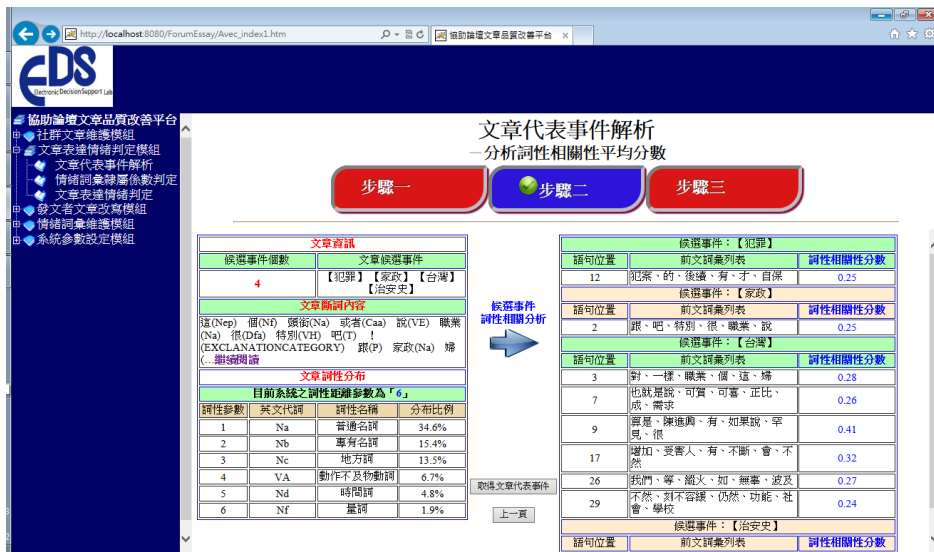 http://localhost:8080/ForumEssay/Avec_index1.htm
協助論壇文章品質改善平台
EDS
Electronic Decision Support Lab
協助論壇文章品質改善平台
社群文章維護模組
文章表達情緒判定模組
文章代表事件解析
情緒詞彙隸屬係數判定
文章表達情緒判定
發文者文章改寫模組
情緒詞彙維護模組
系統參數設定模組
文章代表事件解析
－分析詞性相關性平均分數
步驟一
步驟二
步驟三
文章資訊
候選事件個數 文章候選事件
4 【犯罪】【家政】【台灣】
【治安史】
文章斷詞內容
這(Nep) 個(Nf) 頭銜(Na) 或者(Caa) 說(VE) 職業
(Na) 很(Dfa) 特別(VH) 吧(T) ！
(EXCLANATIONCATEGORY) 跟(P) 家政(Na) 婦
(...繼續閱讀
文章詞性分布
目前系統之詞性距離參數為「6」
詞性參數 英文代詞 詞性名稱 分布比例
1 Na 普通名詞 34.6%
2 Nb 專有名詞 15.4%
3 Nc 地方詞 13.5%
4 VA 動作不及物動詞 6.7%
5 Nd 時間詞 4.8%
6 Nf 量詞 1.9%
候選事件
詞性相關分析
取得文章代表事件
上一頁
候選事件：【犯罪】
語句位置 前文詞彙列表 詞性相關性分數
12 犯案、的、後續、有、才、自保 0.25
候選事件：【家政】
語句位置 前文詞彙列表 詞性相關性分數
2 跟、吧、特別、很、職業、說 0.25
候選事件：【台灣】
語句位置 前文詞彙列表 詞性相關性分數
3 對、一樣、職業、個、這、婦 0.28
7 也就是說、可質、可喜、正比、
成、需求 0.26
9 算是、陳進興、有、如果說、罕
見、很 0.41
17 增加、受害人、有、不斷、會、不
然 0.32
26 我們、等、縱火、如、無辜、波及 0.27
29 不然、刻不容緩、仍然、功能、社
會、學校 0.24
候選事件：【治安史】
語句位置 前文詞彙列表 詞性相關性分數